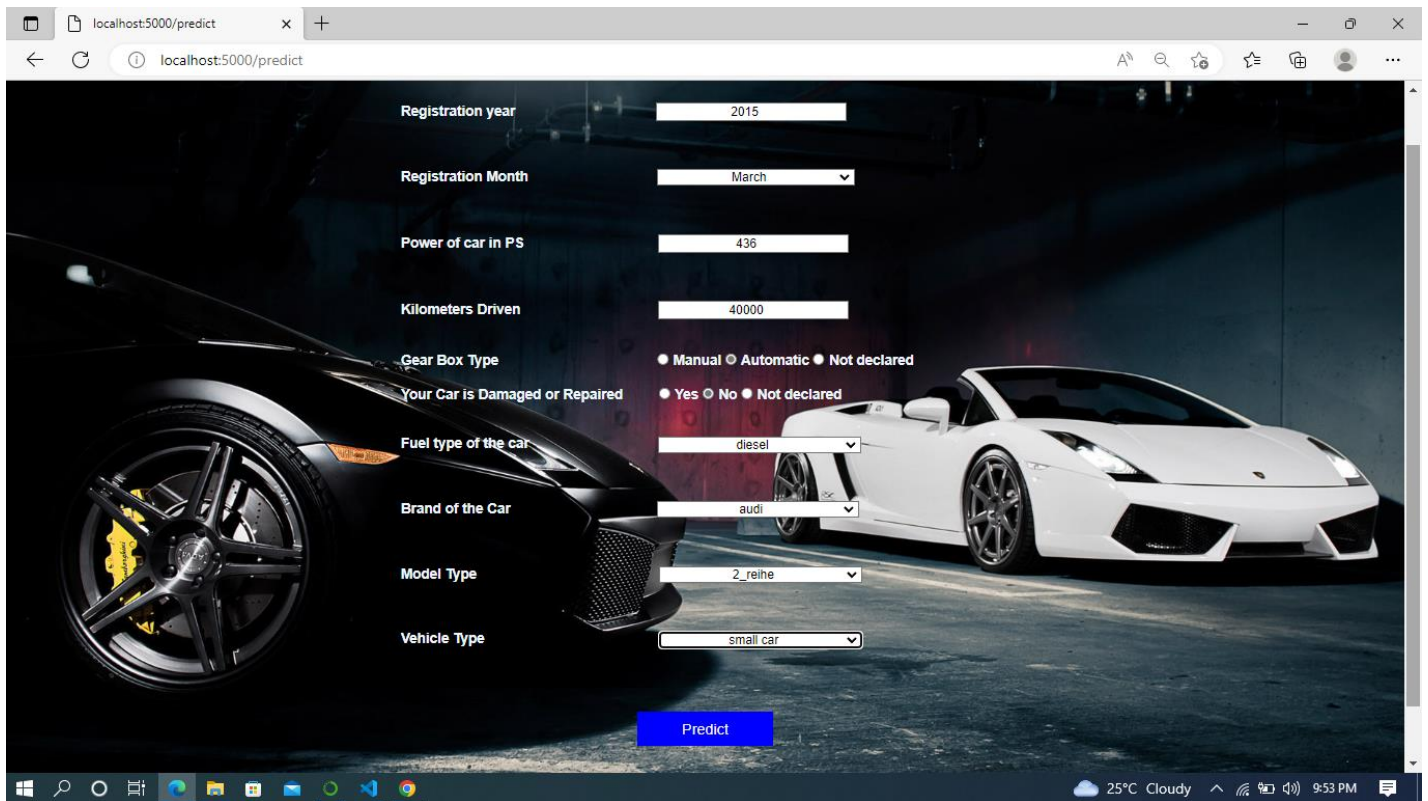 localhost:5000/predict
localhost:5000/predict
Registration year 2015
Registration Month March
Power of car in PS 436
Kilometers Driven 40000
Gear Box Type Manual Automatic Not declared
Your Car is Damaged or Repaired Yes No Not declared
Fuel type of the car diesel
Brand of the Car audi
Model Type 2_reihe
Vehicle Type small car
Predict
25°C Cloudy 9:53 PM